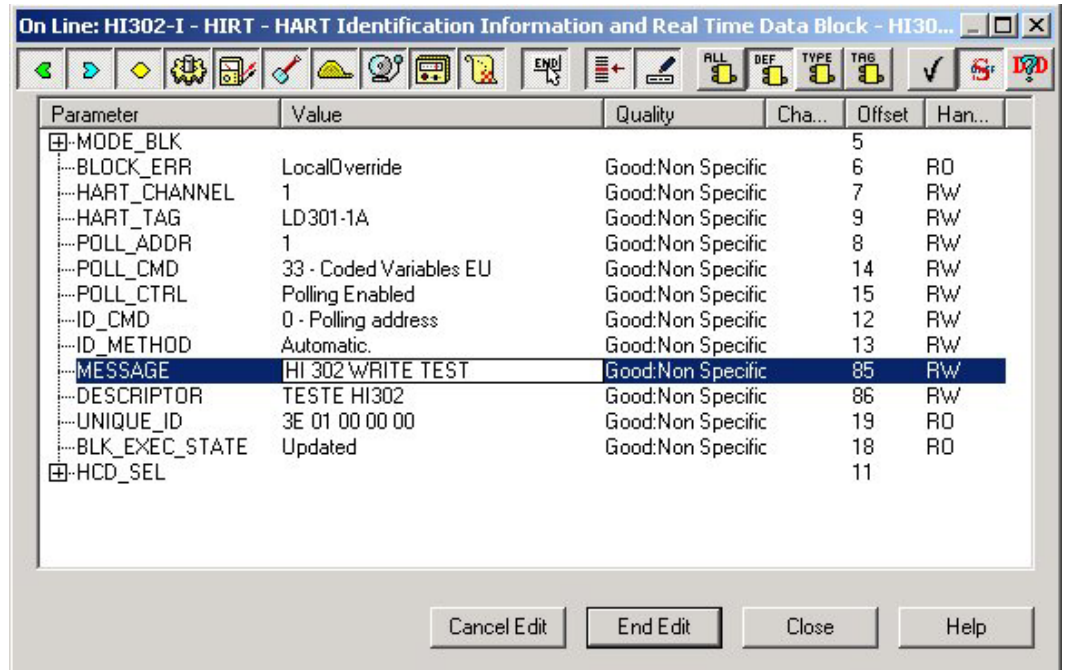 On Line: HI302-I - HIRT - HART Identification Information and Real Time Data Block - HI30...
END ALL DEF TYPE TAG OFF
Parameter Value Quality Cha... Offset Han...
MODE_BLK 5
BLOCK_ERR LocalOverride Good:Non Specific 6 RO
HART_CHANNEL 1 Good:Non Specific 7 RW
HART_TAG LD301-1A Good:Non Specific 9 RW
POLL_ADDR 1 Good:Non Specific 8 RW
POLL_CMD 33 - Coded Variables EU Good:Non Specific 14 RW
POLL_CTRL Polling Enabled Good:Non Specific 15 RW
ID_CMD 0 - Polling address Good:Non Specific 12 RW
ID_METHOD Automatic. Good:Non Specific 13 RW
MESSAGE HI 302 WRITE TEST Good:Non Specific 85 RW
DESCRIPTOR TESTE HI302 Good:Non Specific 86 RW
UNIQUE_ID 3E 01 00 00 00 Good:Non Specific 19 RO
BLK_EXEC_STATE Updated Good:Non Specific 18 RO
HCD_SEL 11
Cancel Edit End Edit Close Help